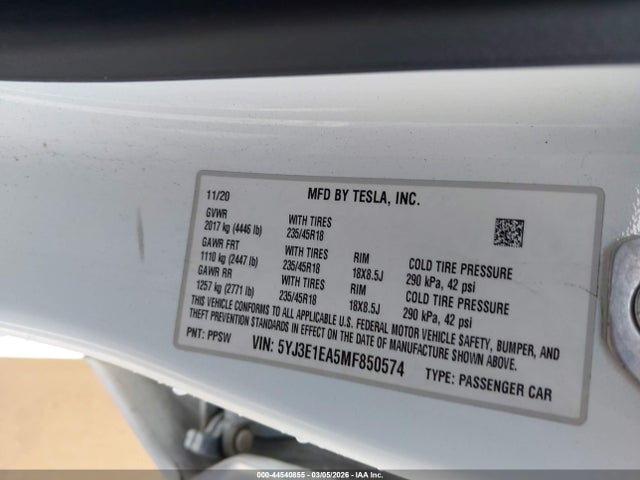 11/20 MFD BY TESLA, INC.
GVWR WITH TIRES
2017 kg (4446 lb) 235/45R18
GAWR FRT WITH TIRES RIM COLD TIRE PRESSURE
1110 kg (2447 lb) 235/45R18 18X8.5J 290 kPa, 42 psi
GAWR RR WITH TIRES RIM COLD TIRE PRESSURE
1257 kg (2771 lb) 235/45R18 18X8.5J 290 kPa, 42 psi
THIS VEHICLE CONFORMS TO ALL APPLICABLE U.S. FEDERAL MOTOR VEHICLE SAFETY, BUMPER, AND
THEFT PREVENTION STANDARDS IN EFFECT ON THE DATE OF MANUFACTURE SHOWN ABOVE.
PNT: PPSW VIN: 5YJ3E1EA5MF850574 TYPE: PASSENGER CAR
000-44540855 - 03/05/2026 - IAAI.COM